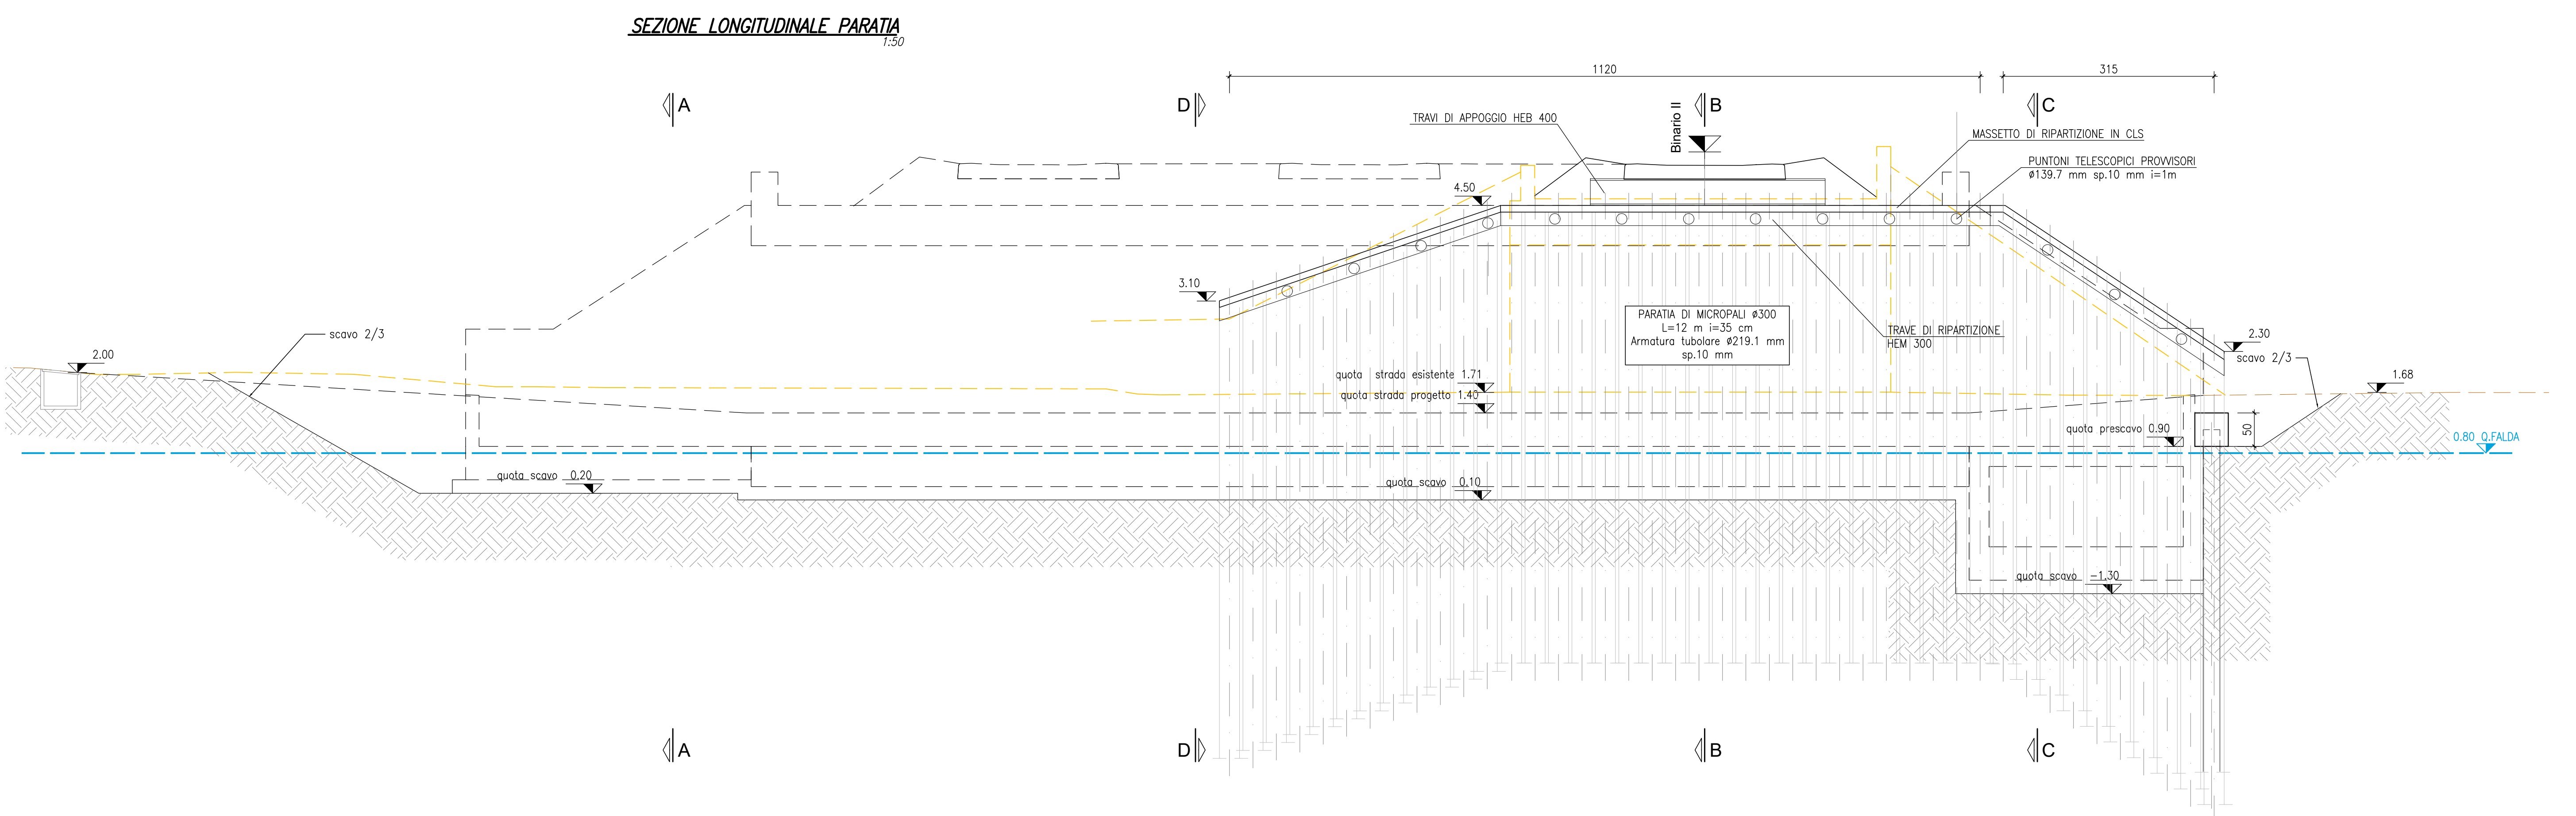 SEZIONE LONGITUDINALE PARATIA
1:50
1120
315
A
D
B
C
Binario II
TRAVI DI APPOGGIO HEB 400
MASSETTO DI RIPARTIZIONE IN CLS
PUNTONI TELESCOPICI PROVVISORI
ø139.7 mm sp.10 mm i=1m
4.50
3.10
PARATIA DI MICROPALI ø300
L=12 m i=35 cm
Armatura tubolare ø219.1 mm
sp.10 mm
TRAVE DI RIPARTIZIONE
HEM 300
2.30
scavo 2/3
scavo 2/3
2.00
quota strada esistente 1.71
1.68
quota strada progetto 1.40
quota prescavo 0.90
50
0.80 Q.FALDA
quota scavo 0.20
quota scavo 0.10
quota scavo -1.30
A
D
B
C